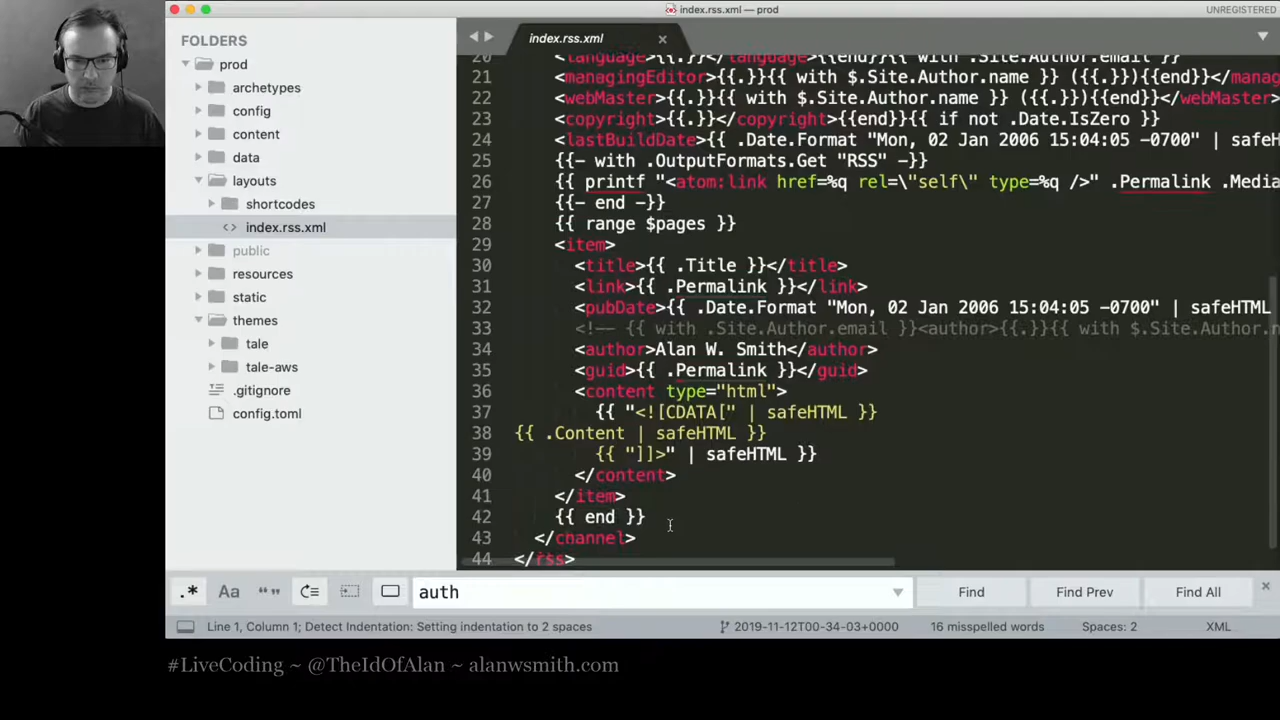 index.rss.xml — prod
UNREGISTERED
FOLDERS
prod
archetypes
config
content
data
layouts
shortcodes
<> index.rss.xml
public
resources
static
themes
tale
tale-aws
.gitignore
config.toml
index.rss.xml
20 <language>{{.}}</language>{{end}}{{ with .Site.Author.email }}
21 <managingEditor>{{.}}{{ with $.Site.Author.name }} ({{.}}){{end}}</manag
22 <webMaster>{{.}}{{ with $.Site.Author.name }} ({{.}}){{end}}</webMaster>
23 <copyright>{{.}}</copyright>{{end}}{{ if not .Date.IsZero }}
24 <lastBuildDate>{{ .Date.Format "Mon, 02 Jan 2006 15:04:05 -0700" | safeH
25 {{- with .OutputFormats.Get "RSS" -}}
26 {{ printf "<atom:link href=%q rel=\"self\" type=%q />" .Permalink .Media
27 {{- end -}}
28 {{ range $pages }}
29 <item>
30 <title>{{ .Title }}</title>
31 <link>{{ .Permalink }}</link>
32 <pubDate>{{ .Date.Format "Mon, 02 Jan 2006 15:04:05 -0700" | safeHTML
33 <!-- {{ with .Site.Author.email }}<author>{{.}}{{ with $.Site.Author.n
34 <author>Alan W. Smith</author>
35 <guid>{{ .Permalink }}</guid>
36 <content type="html">
37 {{ "<![CDATA[" | safeHTML }}
38 {{ .Content | safeHTML }}
39 {{ "]]>" | safeHTML }}
40 </content>
41 </item>
42 {{ end }}
43 </channel>
44 </rss>
.* Aa “” auth Find Find Prev Find All
Line 1, Column 1; Detect Indentation: Setting indentation to 2 spaces 2019-11-12T00-34-03+0000 16 misspelled words Spaces: 2 XML
#LiveCoding ~ @TheIdOfAlan ~ alanwsmith.com